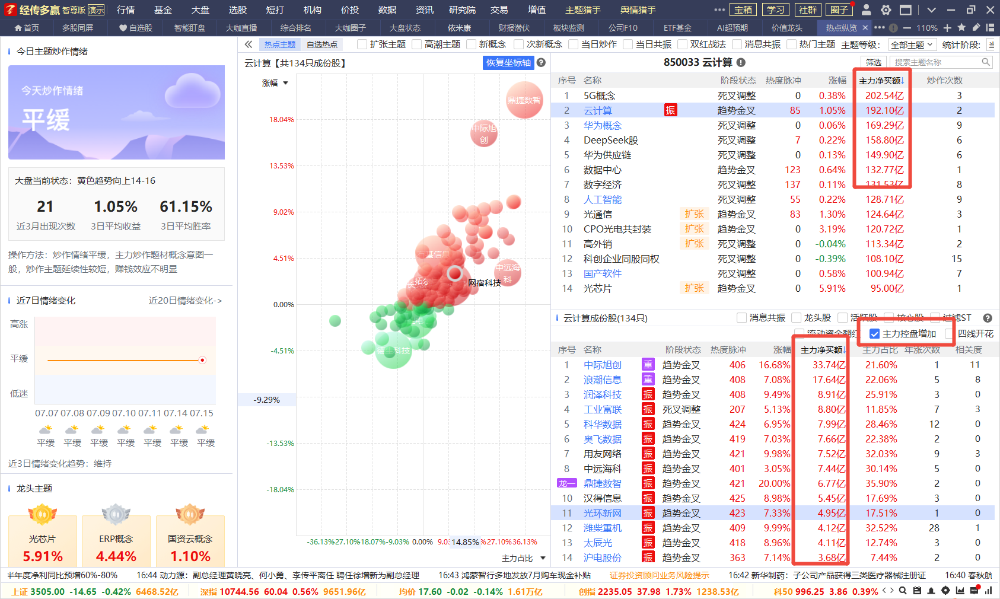 经传多赢 智尊版 演示 行情 基金 大盘 选股 短打 机构 价投 数据 资讯 研究院 交易 增值 主题猎手 舆情猎手 宝箱 学习 社群 圈子
首页 多股同屏 自选股 智能盯盘 大咖直播 综合排名 大咖圈子 大盘状态 依米康 财报潜伏 板块监测 公司F10 ETF基金 AI超预期 价值龙头 热点纵览 110%
今日主题炒作情绪
今天炒作情绪
平缓
大盘当前状态：黄色趋势向上14-16
21 1.05% 61.15%
近3月出现次数 3日平均收益 3日平均胜率
操作方法：炒作情绪平缓，主力炒作题材概念意图一
般，炒作主题延续性较短，赚钱效应不明显
近7日情绪变化 近20日情绪变化->
高涨
平缓
低迷
07.07 07.08 07.09 07.10 07.11 07.14 07.15
平缓 平缓 平缓 平缓 平缓 平缓 平缓
近3日情绪变化趋势：维持
龙头主题
光芯片 ERP概念 国资云概念
5.91% 4.44% 1.10%
热点主题 自选热点 扩张主题 高潮主题 新概念 次新概念 当日炒作 当日共振 双红战法 消息共振 热门主题 主题等级： 全部主题 统计阶段：
云计算【共134只成份股】 恢复坐标轴
涨幅
18.04%
13.53%
9.02%
4.51%
0.00%
-4.51%
-9.29%
-13.53%
-18.04%
鼎捷数智
中际旭
创
石基信息
中远海
科
拓尔
网宿科技
德生科技
-36.13% -27.10% -18.07% -9.03% 0.00% 9.03 14.85% 27.10% 36.13%
主力占比
850033 云计算
筛选 搜索主题名称
序号 名称 阶段状态 热度脉冲 涨幅 主力净买额↓ 炒作次数
1 5G概念 死叉调整 0 0.38% 202.54亿 3
2 云计算 振 趋势金叉 85 1.05% 192.10亿 2
3 华为概念 死叉调整 0 0.06% 169.29亿 9
4 DeepSeek股 死叉调整 7 0.22% 158.80亿 6
5 华为供应链 死叉调整 0 0.13% 149.90亿 6
6 数据中心 趋势金叉 123 0.64% 132.77亿 1
7 数字经济 死叉调整 137 0.11% 131.53亿 8
8 人工智能 死叉调整 55 0.22% 128.71亿 9
9 光通信 扩张 趋势金叉 83 1.30% 124.64亿 3
10 CPO光电共封装 扩张 趋势金叉 0 3.19% 120.72亿 1
11 高外销 扩张 死叉调整 0 -0.04% 113.34亿 2
12 科创企业同股同权 死叉调整 0 -0.39% 108.10亿 15
13 国产软件 死叉调整 0 0.58% 100.94亿 7
14 光芯片 扩张 趋势金叉 0 5.91% 95.00亿 1
云计算成份股(134只) 消息共振 龙头股 活跃股 核心股 过滤ST
流动资金翻红 主力控盘增加 四线开花
序号 名称 阶段状态 热度脉冲 涨幅 主力净买额↓ 主力占比 年涨次数 相关度
1 中际旭创 重 趋势金叉 406 16.68% 33.74亿 21.60% 1 11
2 浪潮信息 重 趋势金叉 408 7.08% 17.64亿 22.06% 5 8
3 润泽科技 振 趋势金叉 408 9.49% 8.91亿 25.91% 3 0
4 工业富联 振 死叉调整 207 5.13% 8.80亿 11.85% 7 3
5 科华数据 振 趋势金叉 424 6.95% 7.99亿 28.46% 12 0
6 奥飞数据 振 趋势金叉 419 7.03% 7.66亿 22.38% 2 0
7 用友网络 振 趋势金叉 421 9.98% 7.52亿 32.03% 9 3
8 中远海科 振 趋势金叉 401 3.05% 7.44亿 30.14% 5 0
龙一 鼎捷数智 振 趋势金叉 421 20.00% 6.77亿 35.90% 2 0
10 汉得信息 振 趋势金叉 425 8.98% 5.45亿 17.69% 3 0
11 光环新网 振 趋势金叉 423 7.33% 4.95亿 17.51% 1 0
12 潍柴重机 振 趋势金叉 409 9.99% 4.12亿 32.52% 28 1
13 太辰光 振 趋势金叉 418 8.96% 4.11亿 12.74% 3 0
14 沪电股份 振 趋势金叉 363 7.14% 3.68亿 7.44% 2 0
半年度净利同比预增60%-80% 16:44 动力源：副总经理黄晓亮、何小勇、李传平离任 聘任徐增新为副总经理 16:43 鸿蒙智行多地发放7月购车现金补贴 证券投资顾问业务风险提示 16:42 新华制药：子公司产品获得三类医疗器械注册证 16:40 春秋航
上证 3505.00 -14.65 -0.42% 6468.52亿 深指 10744.56 60.04 0.56% 9651.96亿 均价 17.60 -0.02 -0.14% 1.61万亿 创指 2235.05 37.98 1.73% 1238.53亿 科50 996.25 3.86 0.39%